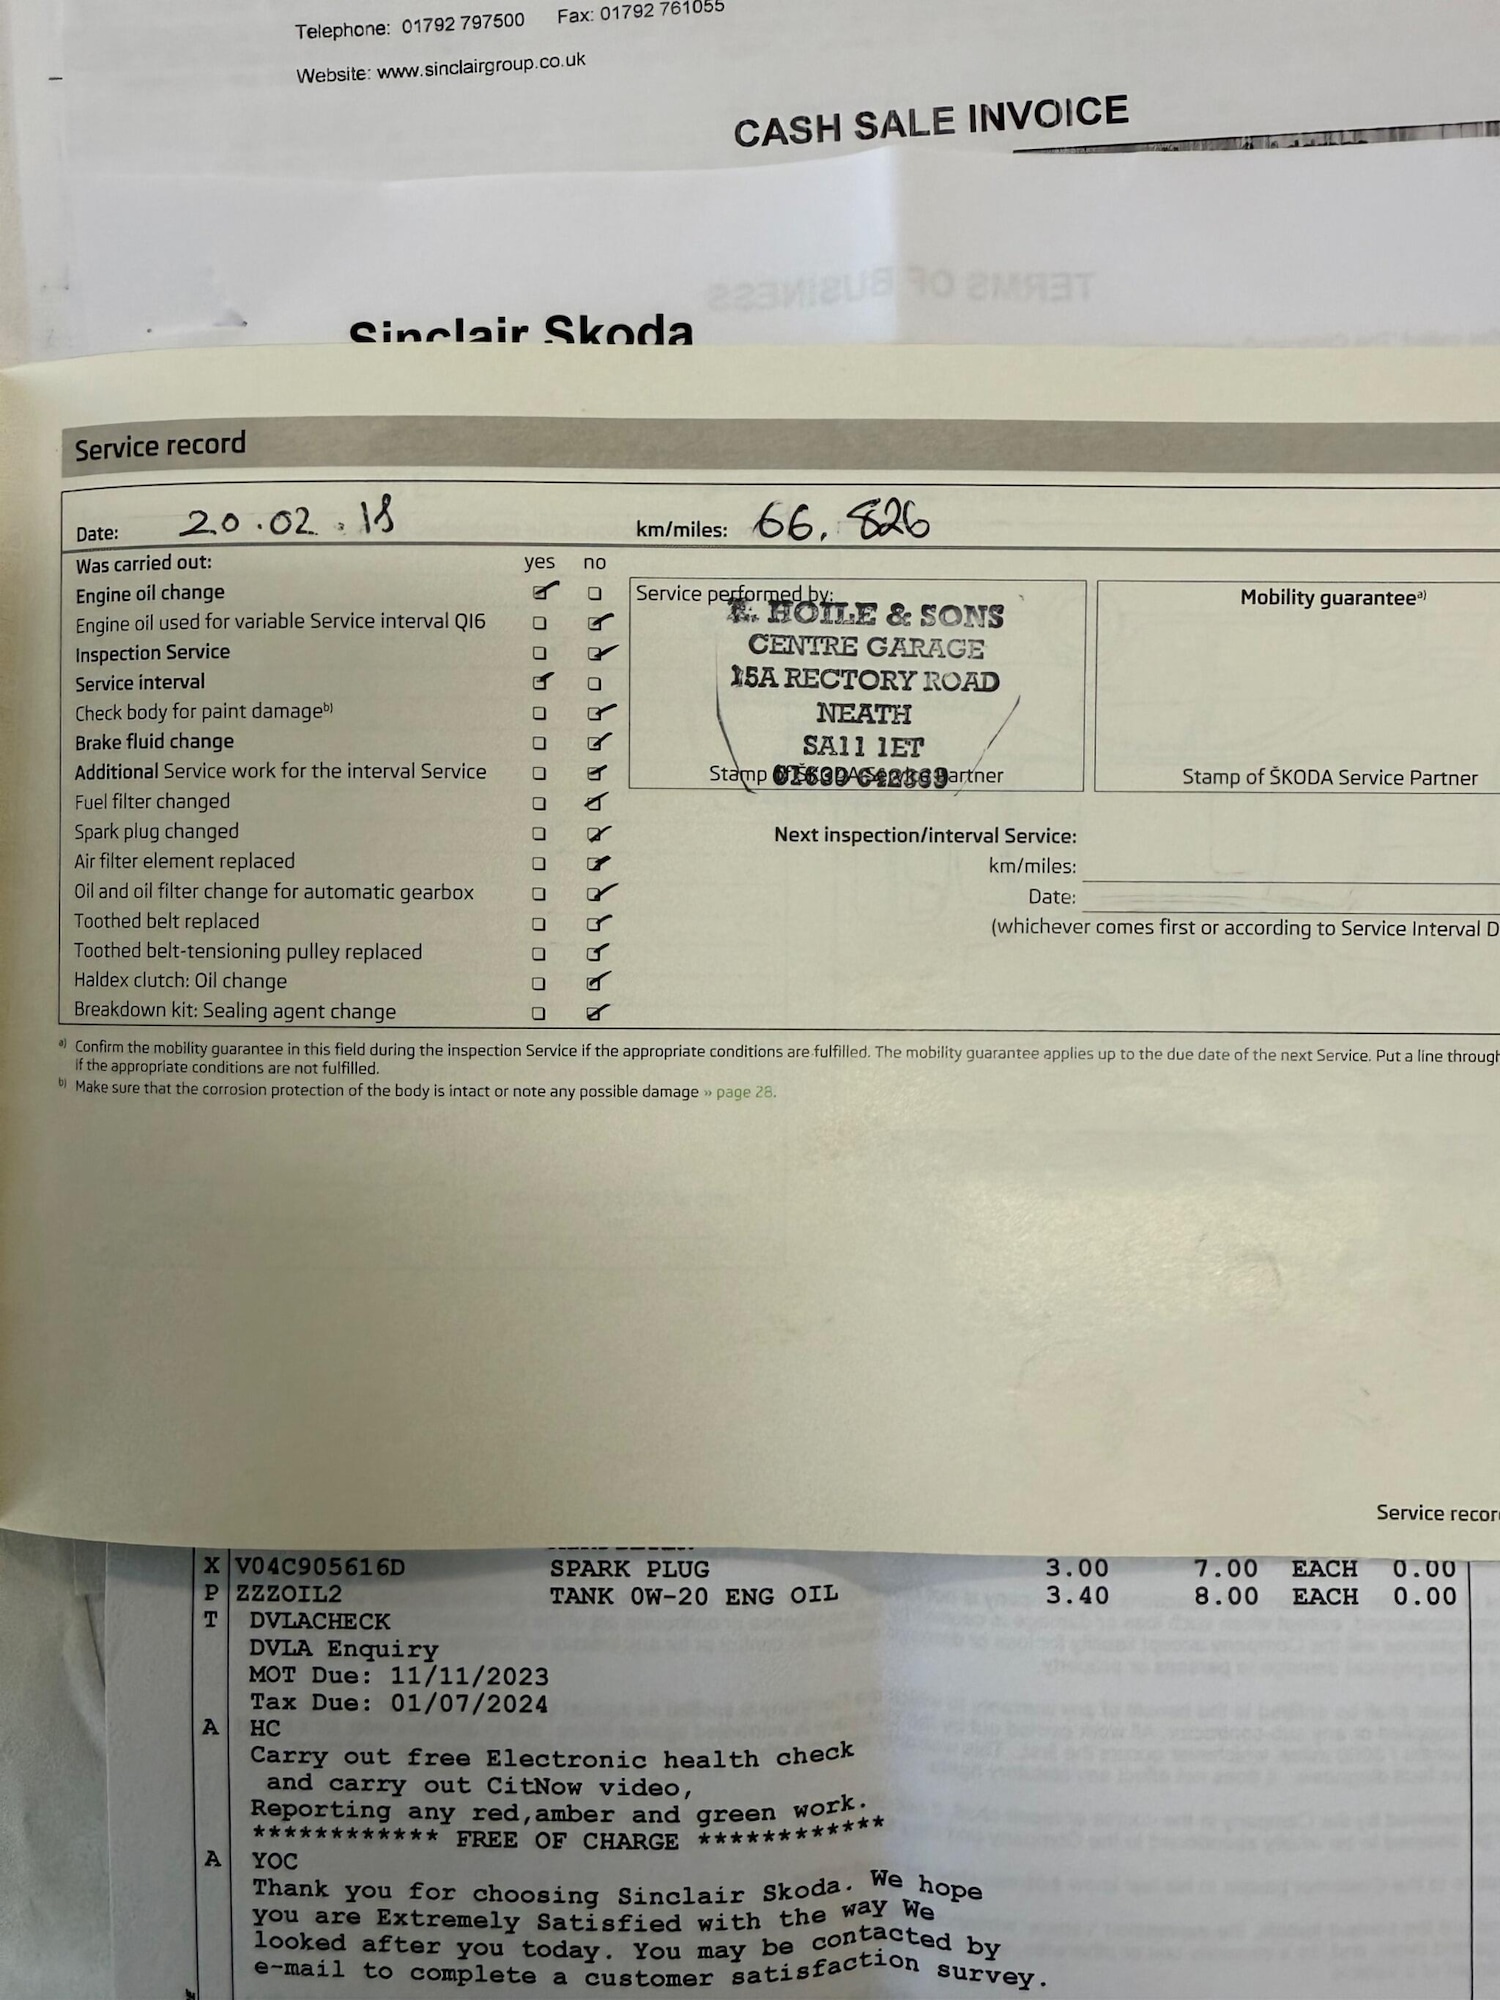 Telephone: 01792 797500 Fax: 01792 761055
Website: www.sinclairgroup.co.uk
CASH SALE INVOICE
TERMS OF BUSINESS
Sinclair Skoda
Service record
Date: 20.02.18 km/miles: 66,826
Was carried out: yes no
Engine oil change
Engine oil used for variable Service interval QI6
Inspection Service
Service interval
Check body for paint damage b)
Brake fluid change
Additional Service work for the interval Service
Fuel filter changed
Spark plug changed
Air filter element replaced
Oil and oil filter change for automatic gearbox
Toothed belt replaced
Toothed belt-tensioning pulley replaced
Haldex clutch: Oil change
Breakdown kit: Sealing agent change
Service performed by:
HOILE & SONS
CENTRE GARAGE
15A RECTORY ROAD
NEATH
SA11 1ET
Stamp of ŠKODA Service Partner
Mobility guarantee a)
Stamp of ŠKODA Service Partner
Next inspection/interval Service:
km/miles:
Date:
(whichever comes first or according to Service Interval D
a) Confirm the mobility guarantee in this field during the inspection Service if the appropriate conditions are fulfilled. The mobility guarantee applies up to the due date of the next Service. Put a line through
if the appropriate conditions are not fulfilled.
b) Make sure that the corrosion protection of the body is intact or note any possible damage » page 28.
Service recor
X V04C905616D SPARK PLUG 3.00 7.00 EACH 0.00
P ZZZOIL2 TANK 0W-20 ENG OIL 3.40 8.00 EACH 0.00
T DVLACHECK
DVLA Enquiry
MOT Due: 11/11/2023
Tax Due: 01/07/2024
A HC
Carry out free Electronic health check
and carry out CitNow video,
Reporting any red,amber and green work.
************ FREE OF CHARGE ************
A YOC
Thank you for choosing Sinclair Skoda. We hope
you are Extremely Satisfied with the way We
looked after you today. You may be contacted by
e-mail to complete a customer satisfaction survey.